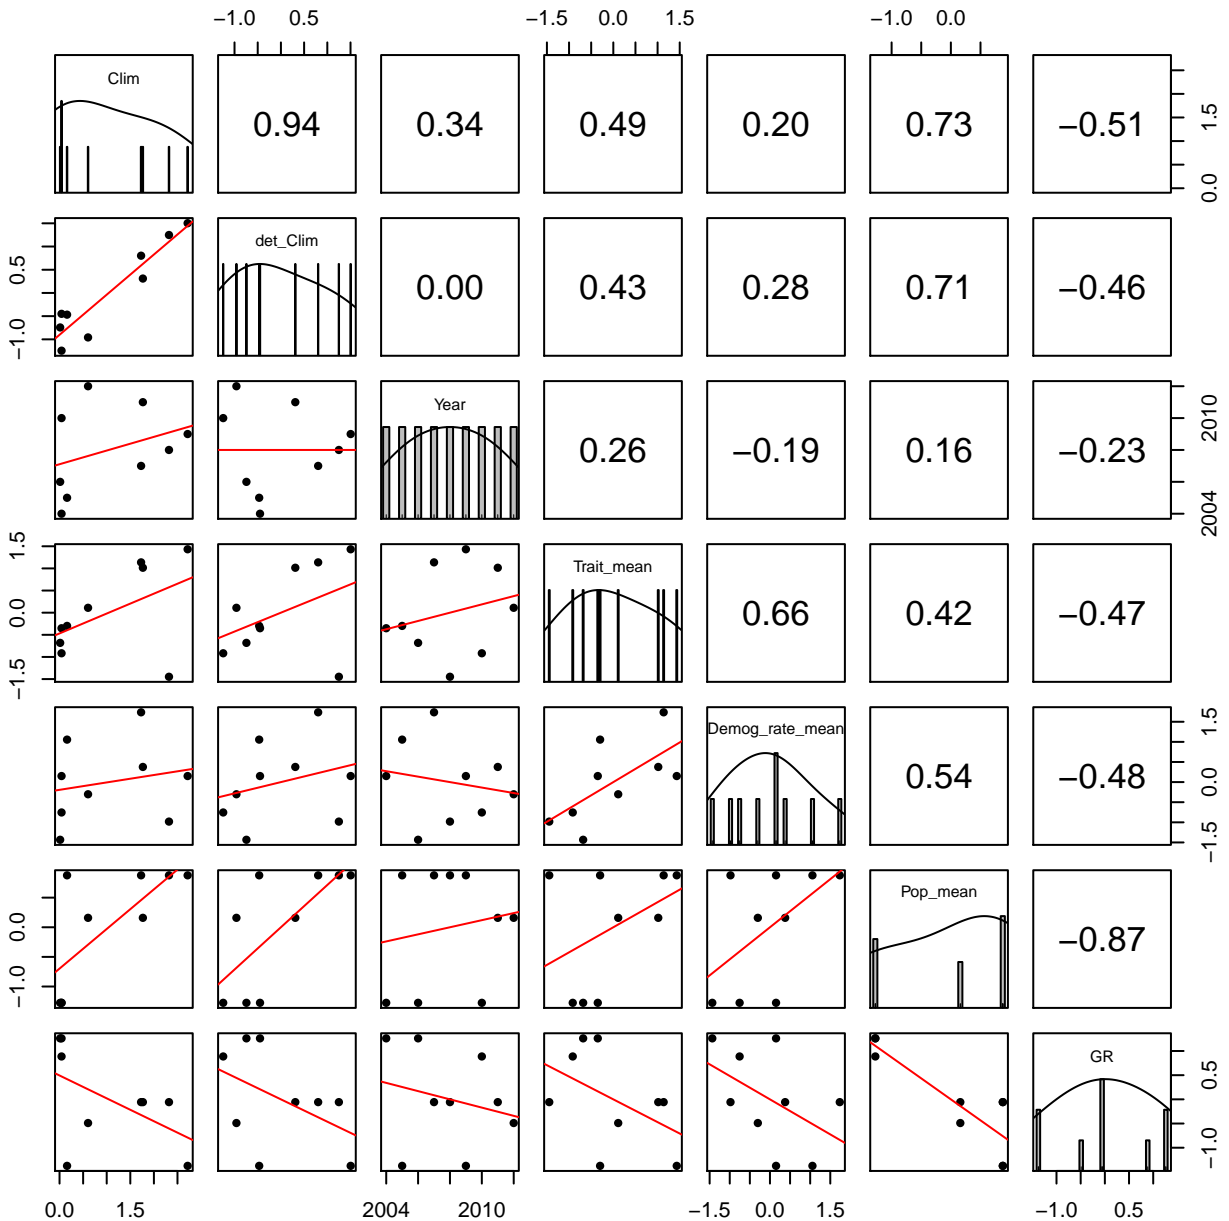 −1.0 0.5 −1.5 0.0 1.5 −1.0 0.0
Clim
0.94 0.34 0.49 0.20 0.73 −0.51
0.0 1.5
det_Clim
−1.0 0.5
0.00 0.43 0.28 0.71 −0.46
Year
0.26 −0.19 0.16 −0.23
2004 2010
Trait_mean
−1.5 0.0 1.5
0.66 0.42 −0.47
Demog_rate_mean
0.54 −0.48
−1.5 0.0 1.5
Pop_mean
−1.0 0.0
−0.87
GR
−1.0 0.5
0.0 1.5 2004 2010 −1.5 0.0 −1.0 0.5